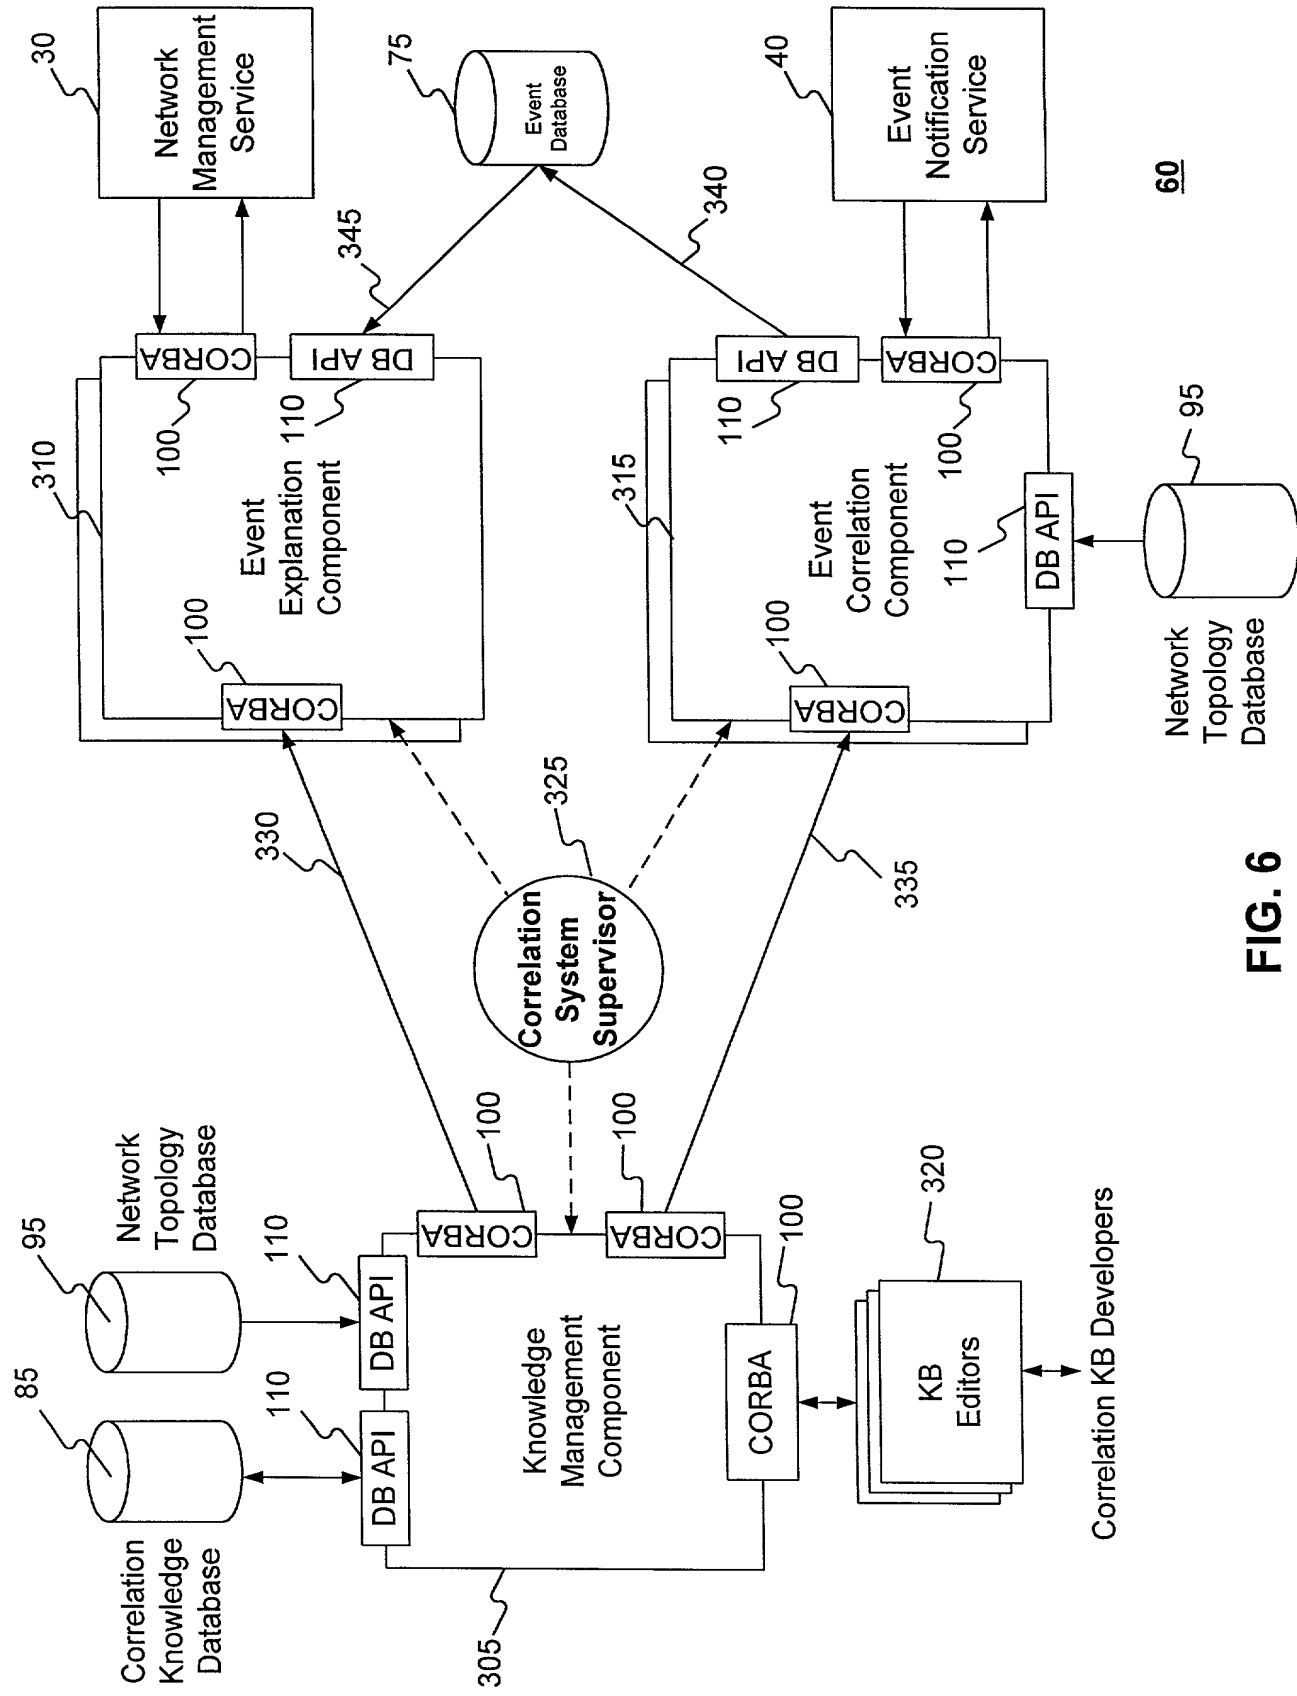 85
95
Correlation
Knowledge
Database
Network
Topology
Database
110
110
DB API
DB API
305
Knowledge
Management
Component
CORBA
100
CORBA
100
CORBA
100
KB
Editors
320
Correlation KB Developers
330
335
Correlation
System
Supervisor
325
310
Event
Explanation
Component
CORBA
100
CORBA
100
DB API
110
30
Network
Management
Service
345
75
Event
Database
340
315
Event
Correlation
Component
CORBA
100
DB API
110
CORBA
100
DB API
110
95
Network
Topology
Database
40
Event
Notification
Service
60
FIG. 6